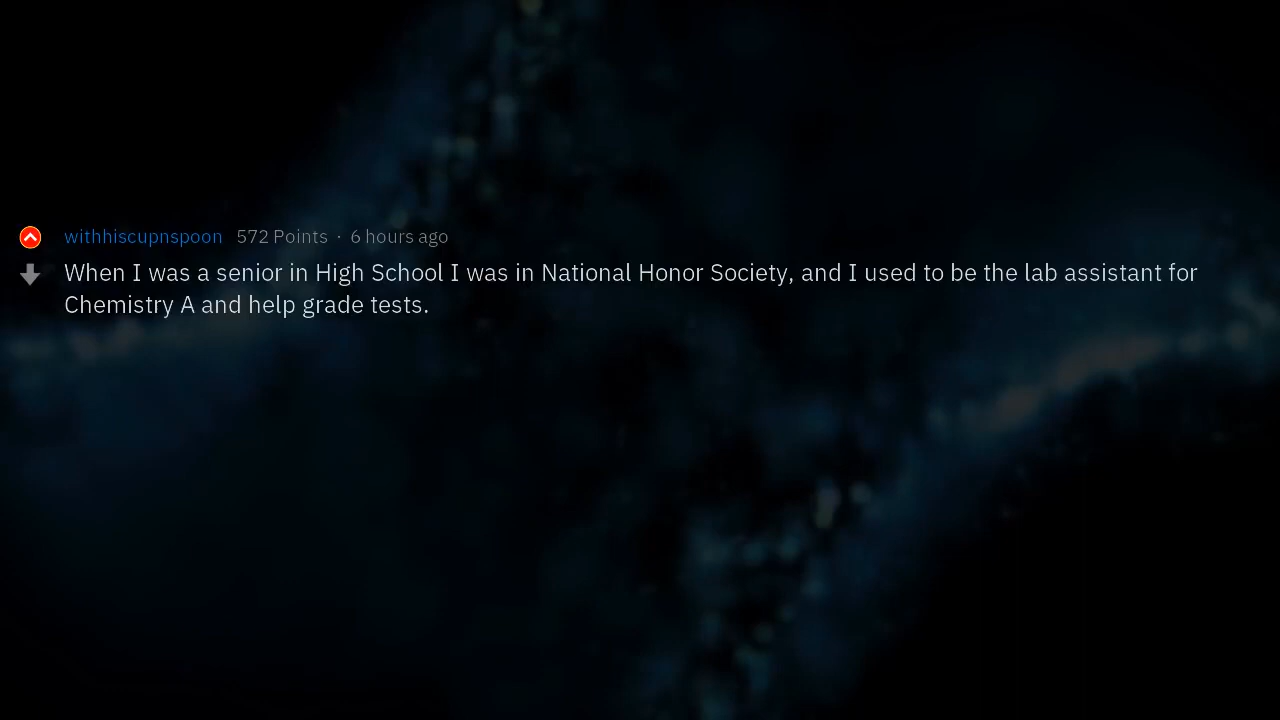 withhiscupnspoon 572 Points · 6 hours ago
When I was a senior in High School I was in National Honor Society, and I used to be the lab assistant for
Chemistry A and help grade tests.